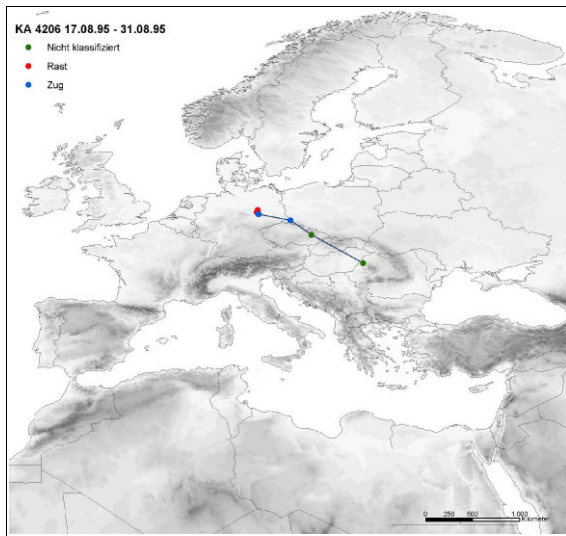 KA 4206 17.08.95 - 31.08.95
Nicht klassifiziert
Rast
Zug
0 250 500 1.000
Kilometer